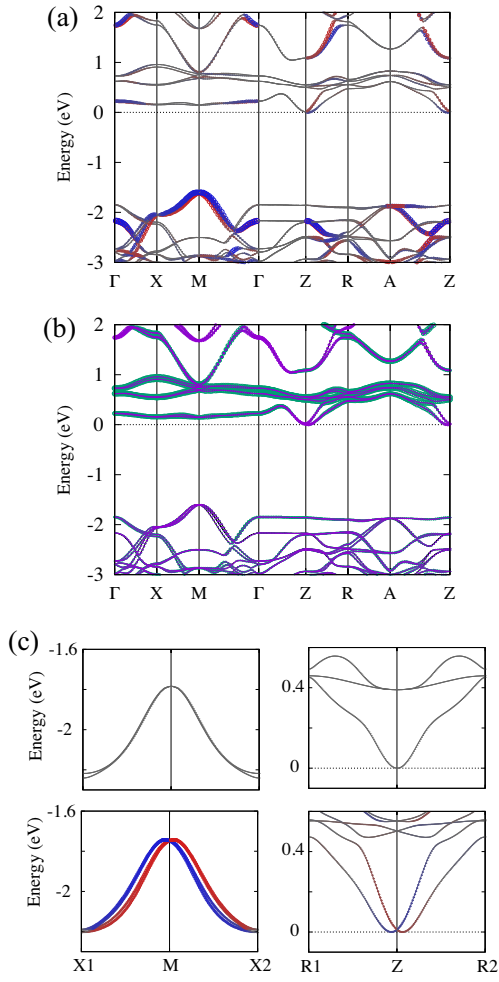 (a)
2
1
0
-1
-2
-3
Energy (eV)
Γ X M Γ Z R A Z
(b)
2
1
0
-1
-2
-3
Energy (eV)
Γ X M Γ Z R A Z
(c)
-1.6
-2
Energy (eV)
0.4
0
-1.6
-2
Energy (eV)
X1 M X2
0.4
0
R1 Z R2